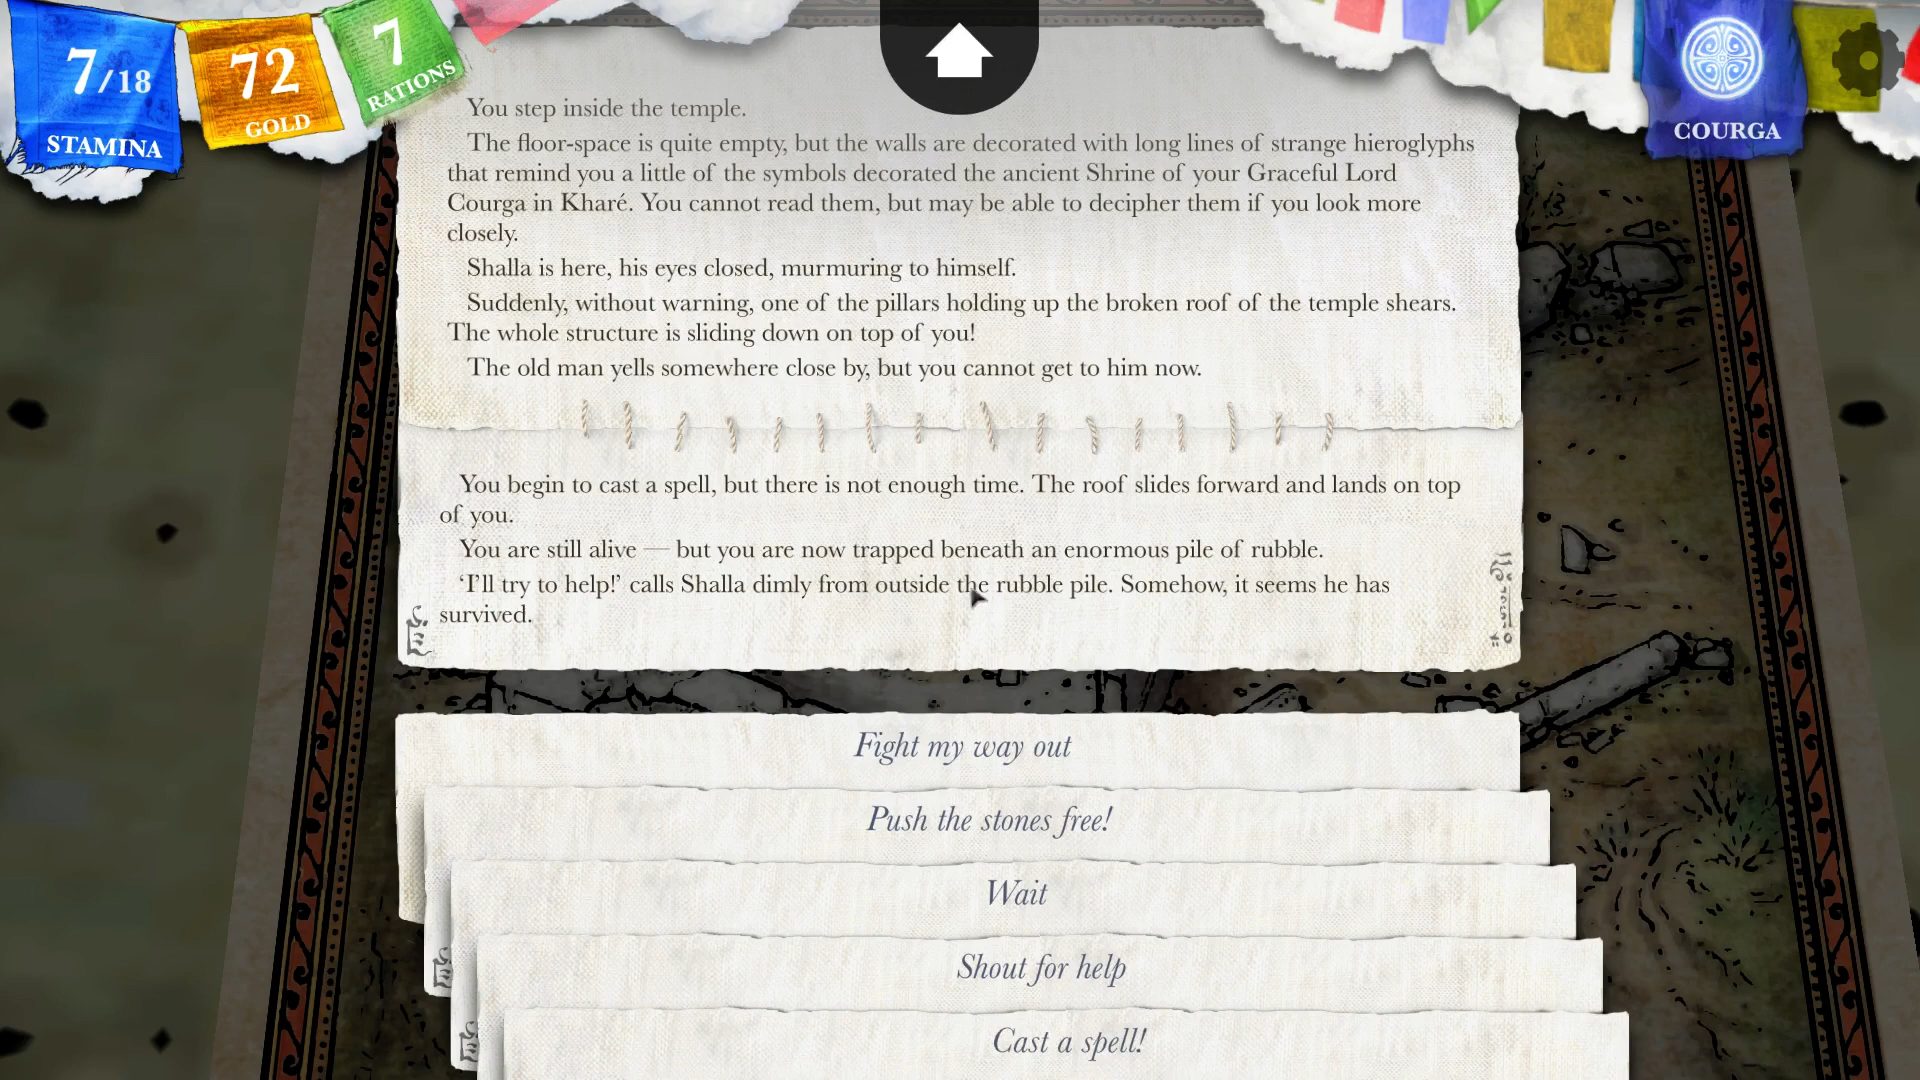 7/18
STAMINA
72
GOLD
7
RATIONS
COURGA
You step inside the temple.
The floor-space is quite empty, but the walls are decorated with long lines of strange hieroglyphs
that remind you a little of the symbols decorated the ancient Shrine of your Graceful Lord
Courga in Kharé. You cannot read them, but may be able to decipher them if you look more
closely.
Shalla is here, his eyes closed, murmuring to himself.
Suddenly, without warning, one of the pillars holding up the broken roof of the temple shears.
The whole structure is sliding down on top of you!
The old man yells somewhere close by, but you cannot get to him now.
You begin to cast a spell, but there is not enough time. The roof slides forward and lands on top
of you.
You are still alive — but you are now trapped beneath an enormous pile of rubble.
‘I’ll try to help!’ calls Shalla dimly from outside the rubble pile. Somehow, it seems he has
survived.
Fight my way out
Push the stones free!
Wait
Shout for help
Cast a spell!